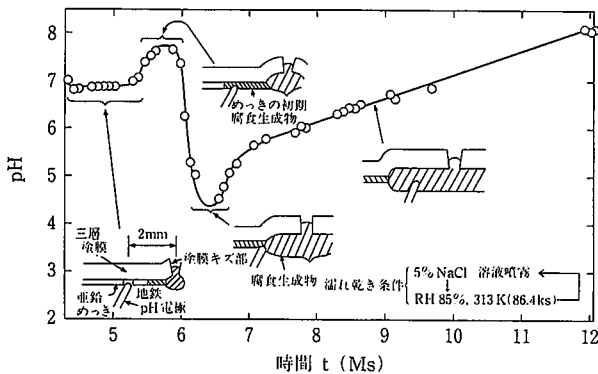 pH
8
7
6
5
4
3
2
めっきの初期
腐食生成物
三層
塗膜
2mm
塗膜キズ部
亜鉛
めっき
地鉄
pH電極
腐食生成物
濡れ乾き条件
5% NaCl 溶液噴霧
RH 85%, 313K(86.4ks)
5 6 7 8 9 10 11 12
時間 t (Ms)